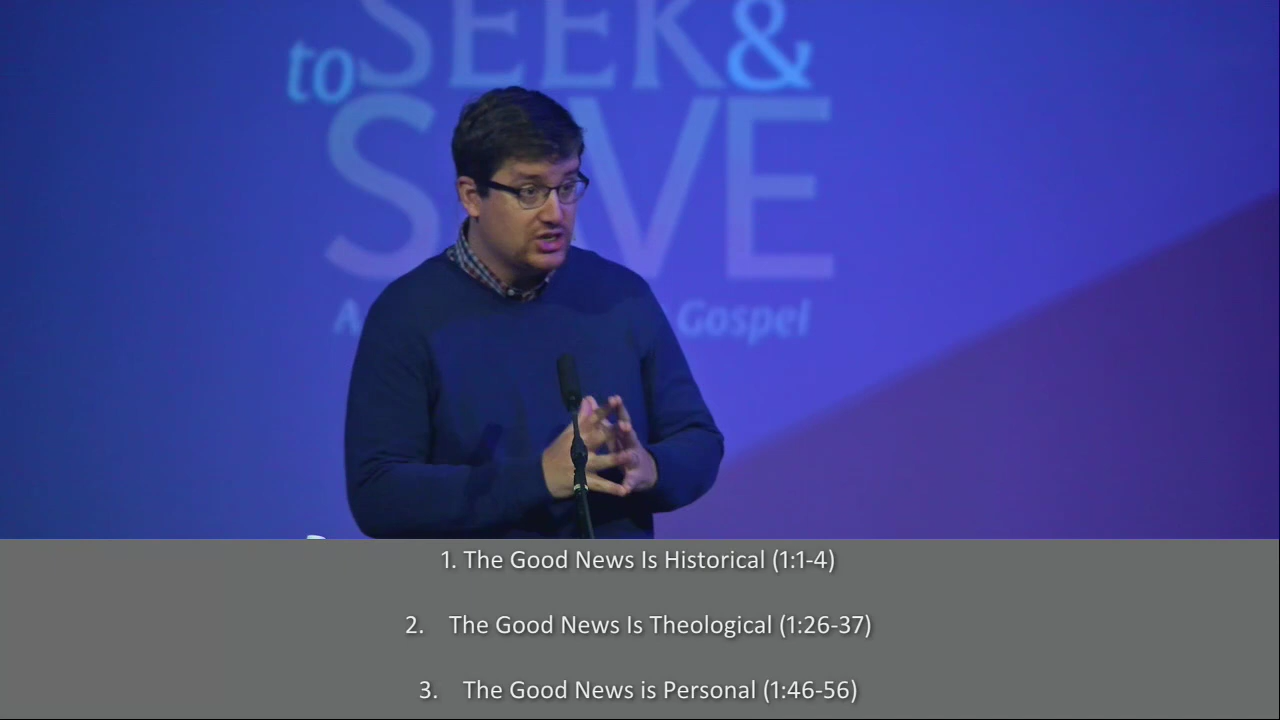 to SEEK &
S VE
A Gospel
1. The Good News Is Historical (1:1-4)
2. The Good News Is Theological (1:26-37)
3. The Good News is Personal (1:46-56)